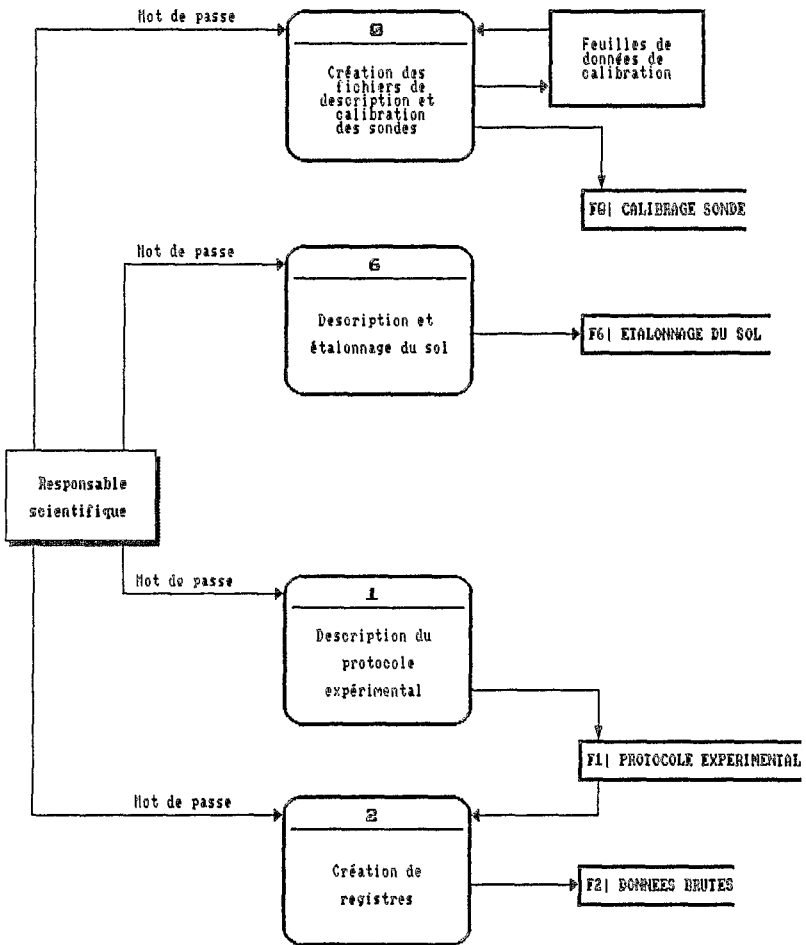 Mot de passe
0
Création des
fichiers de
description et
calibration
des sondes
Feuilles de
données de
calibration
F0| CALIBRAGE SONDE
Mot de passe
6
Description et
étalonnage du sol
F6| ETALONNAGE DU SOL
Responsable
scientifique
Mot de passe
1
Description du
protocole
expérimental
F1| PROTOCOLE EXPERIMENTAL
Mot de passe
2
Création de
registres
F2| DONNEES BRUTES